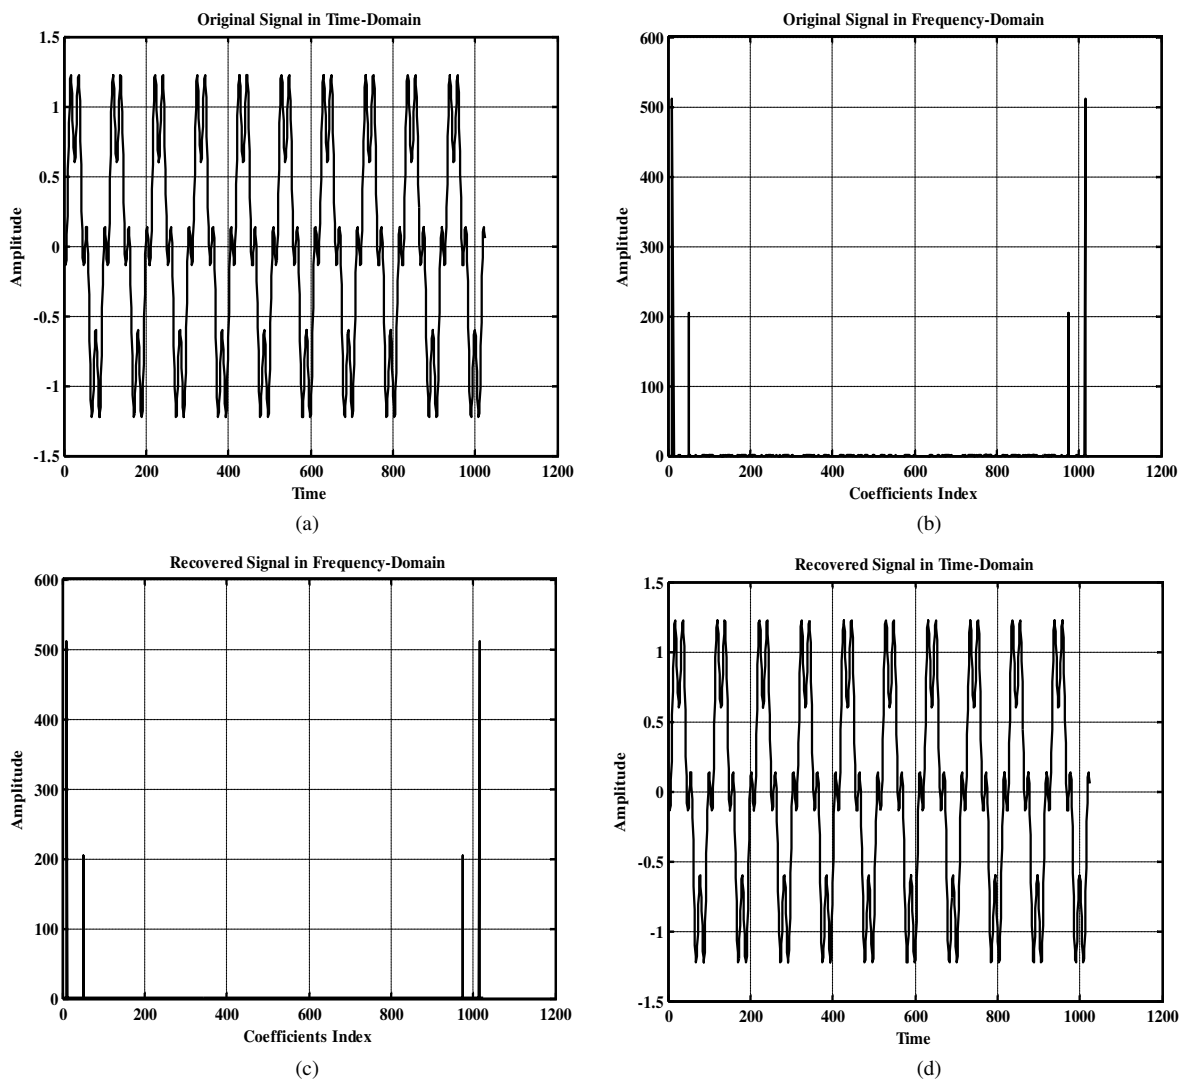 Original Signal in Time-Domain
1.5
1
0.5
0
-0.5
-1
-1.5
0 200 400 600 800 1000 1200
Amplitude
Time
(a)
Original Signal in Frequency-Domain
600
500
400
300
200
100
0
0 200 400 600 800 1000 1200
Amplitude
Coefficients Index
(b)
Recovered Signal in Frequency-Domain
600
500
400
300
200
100
0
0 200 400 600 800 1000 1200
Amplitude
Coefficients Index
(c)
Recovered Signal in Time-Domain
1.5
1
0.5
0
-0.5
-1
-1.5
0 200 400 600 800 1000 1200
Amplitude
Time
(d)